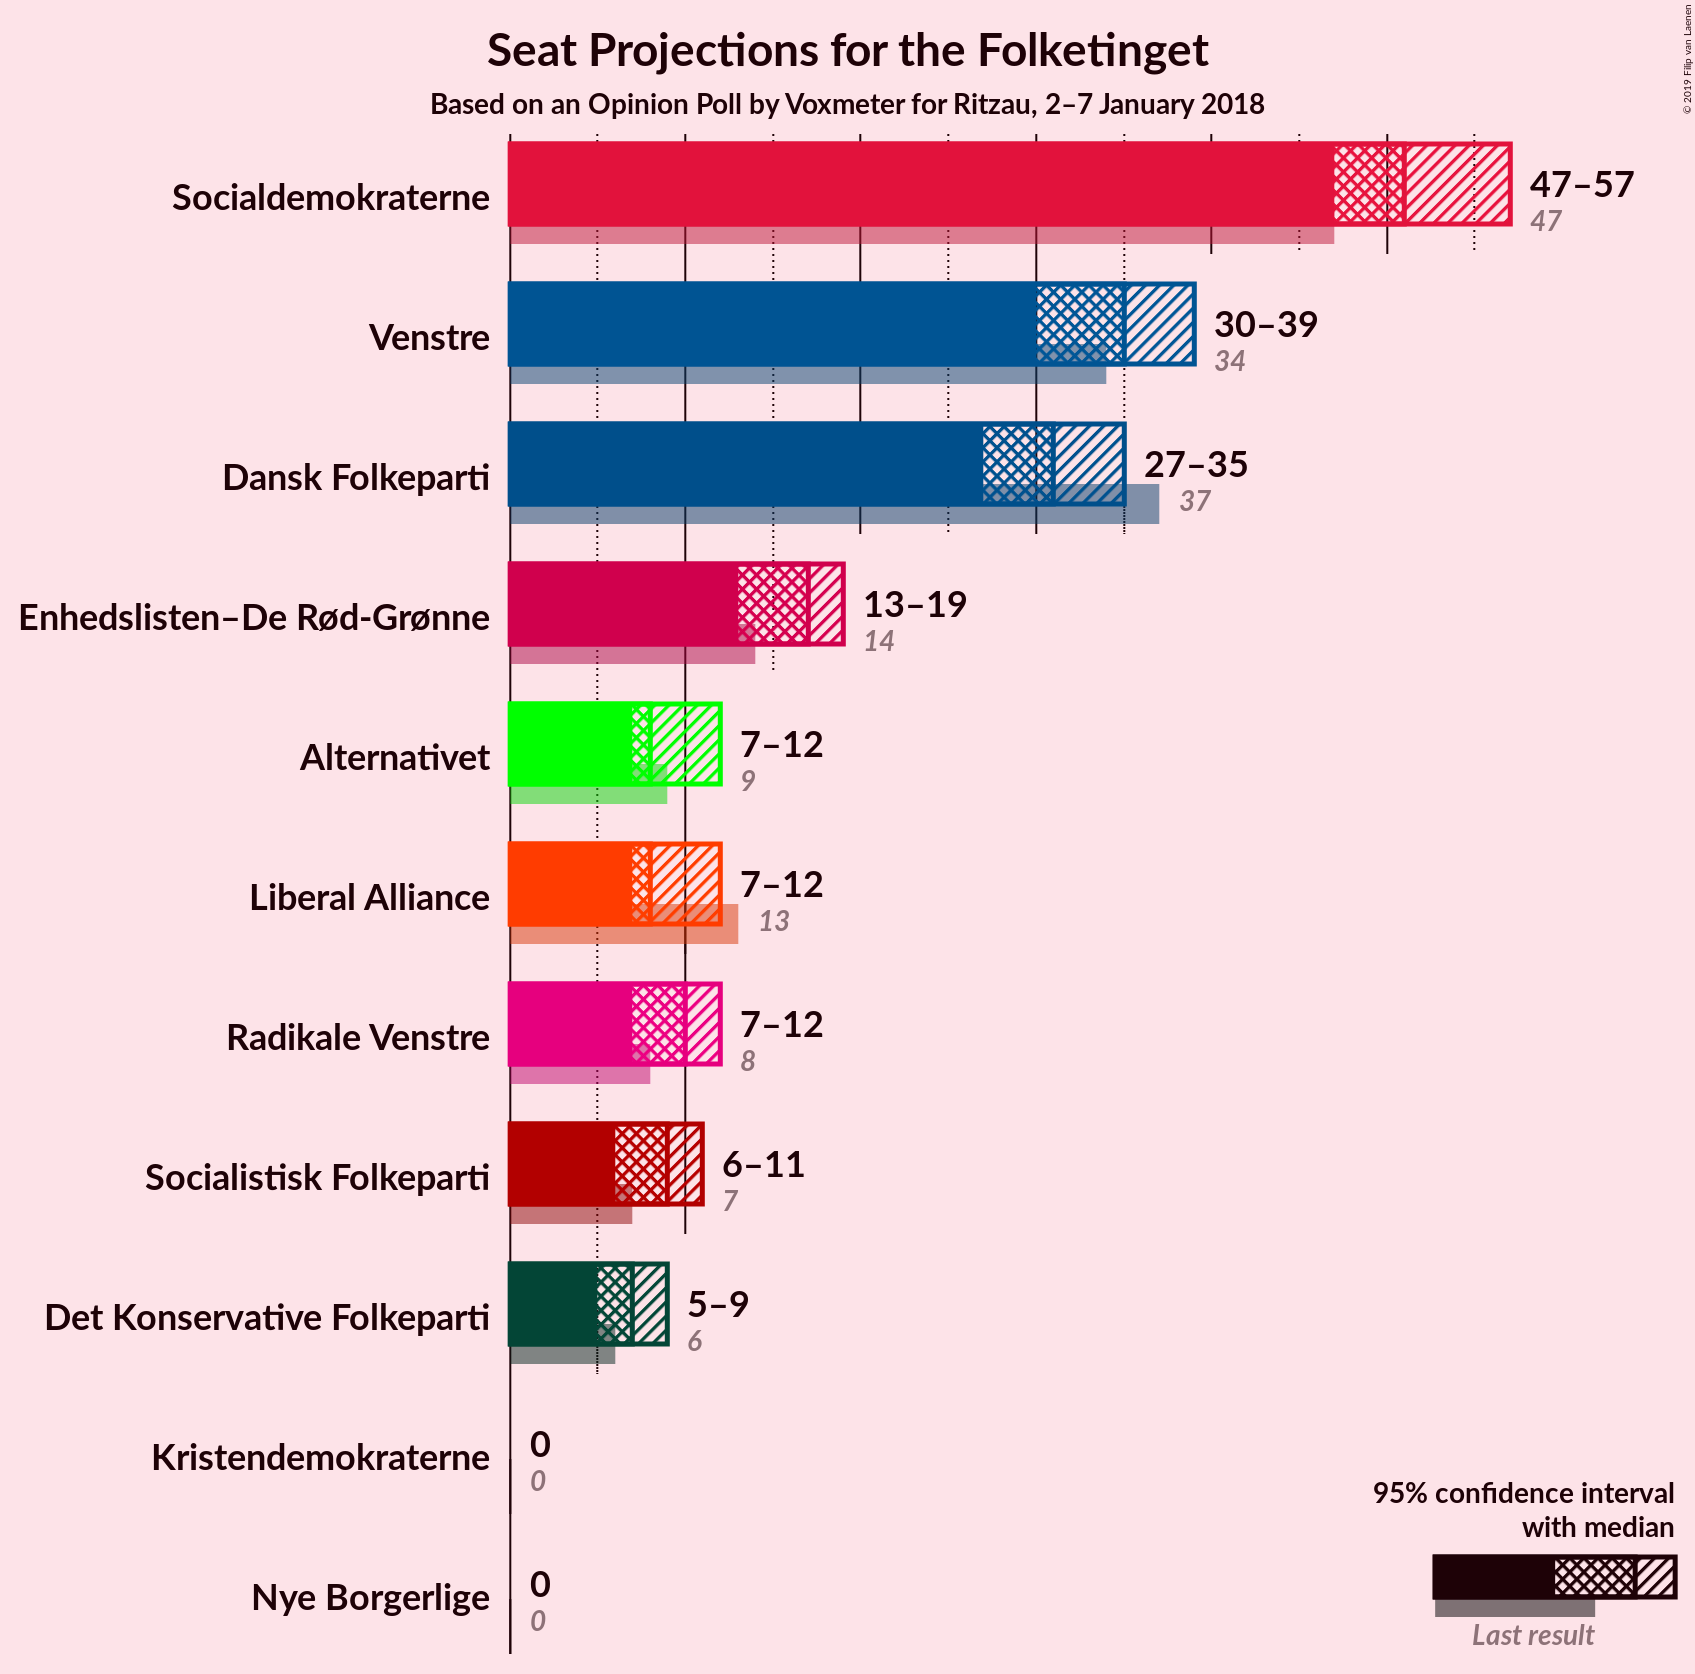 Seat Projections for the Folketinget
Based on an Opinion Poll by Voxmeter for Ritzau, 2–7 January 2018
© 2019 Filip van Laenen
Socialdemokraterne
47–57
47
Venstre
30–39
34
Dansk Folkeparti
27–35
37
Enhedslisten–De Rød-Grønne
13–19
14
Alternativet
7–12
9
Liberal Alliance
7–12
13
Radikale Venstre
7–12
8
Socialistisk Folkeparti
6–11
7
Det Konservative Folkeparti
5–9
6
Kristendemokraterne
0
0
Nye Borgerlige
0
0
95% confidence interval
with median
Last result